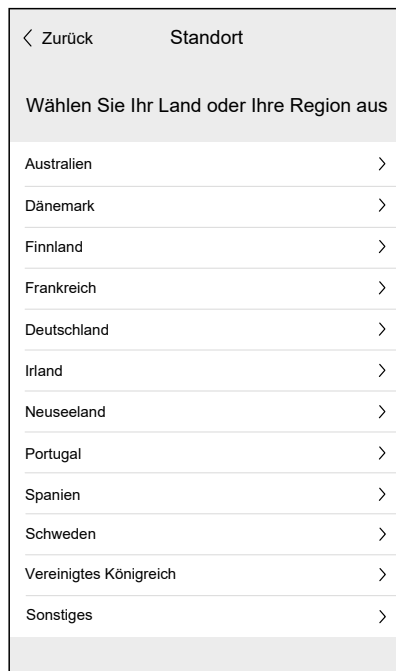 Zurück Standort
Wählen Sie Ihr Land oder Ihre Region aus
Australien
Dänemark
Finnland
Frankreich
Deutschland
Irland
Neuseeland
Portugal
Spanien
Schweden
Vereinigtes Königreich
Sonstiges